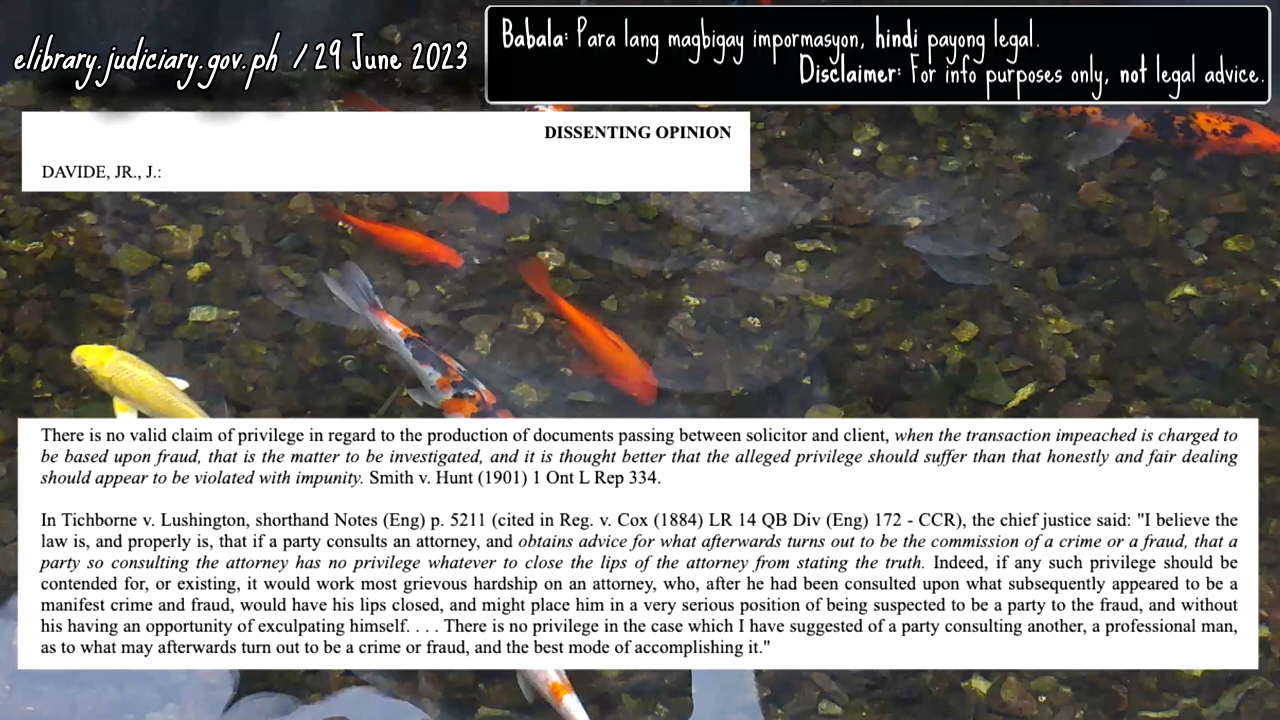 elibrary.judiciary.gov.ph / 29 June 2023
Babala: Para lang magbigay impormasyon, hindi payong legal.
Disclaimer: For info purposes only, not legal advice.
DISSENTING OPINION
DAVIDE, JR., J.:
There is no valid claim of privilege in regard to the production of documents passing between solicitor and client, when the transaction impeached is charged to
be based upon fraud, that is the matter to be investigated, and it is thought better that the alleged privilege should suffer than that honestly and fair dealing
should appear to be violated with impunity. Smith v. Hunt (1901) 1 Ont L Rep 334.
In Tichborne v. Lushington, shorthand Notes (Eng) p. 5211 (cited in Reg. v. Cox (1884) LR 14 QB Div (Eng) 172 - CCR), the chief justice said: "I believe the
law is, and properly is, that if a party consults an attorney, and obtains advice for what afterwards turns out to be the commission of a crime or a fraud, that a
party so consulting the attorney has no privilege whatever to close the lips of the attorney from stating the truth. Indeed, if any such privilege should be
contended for, or existing, it would work most grievous hardship on an attorney, who, after he had been consulted upon what subsequently appeared to be a
manifest crime and fraud, would have his lips closed, and might place him in a very serious position of being suspected to be a party to the fraud, and without
his having an opportunity of exculpating himself. . . . There is no privilege in the case which I have suggested of a party consulting another, a professional man,
as to what may afterwards turn out to be a crime or fraud, and the best mode of accomplishing it."